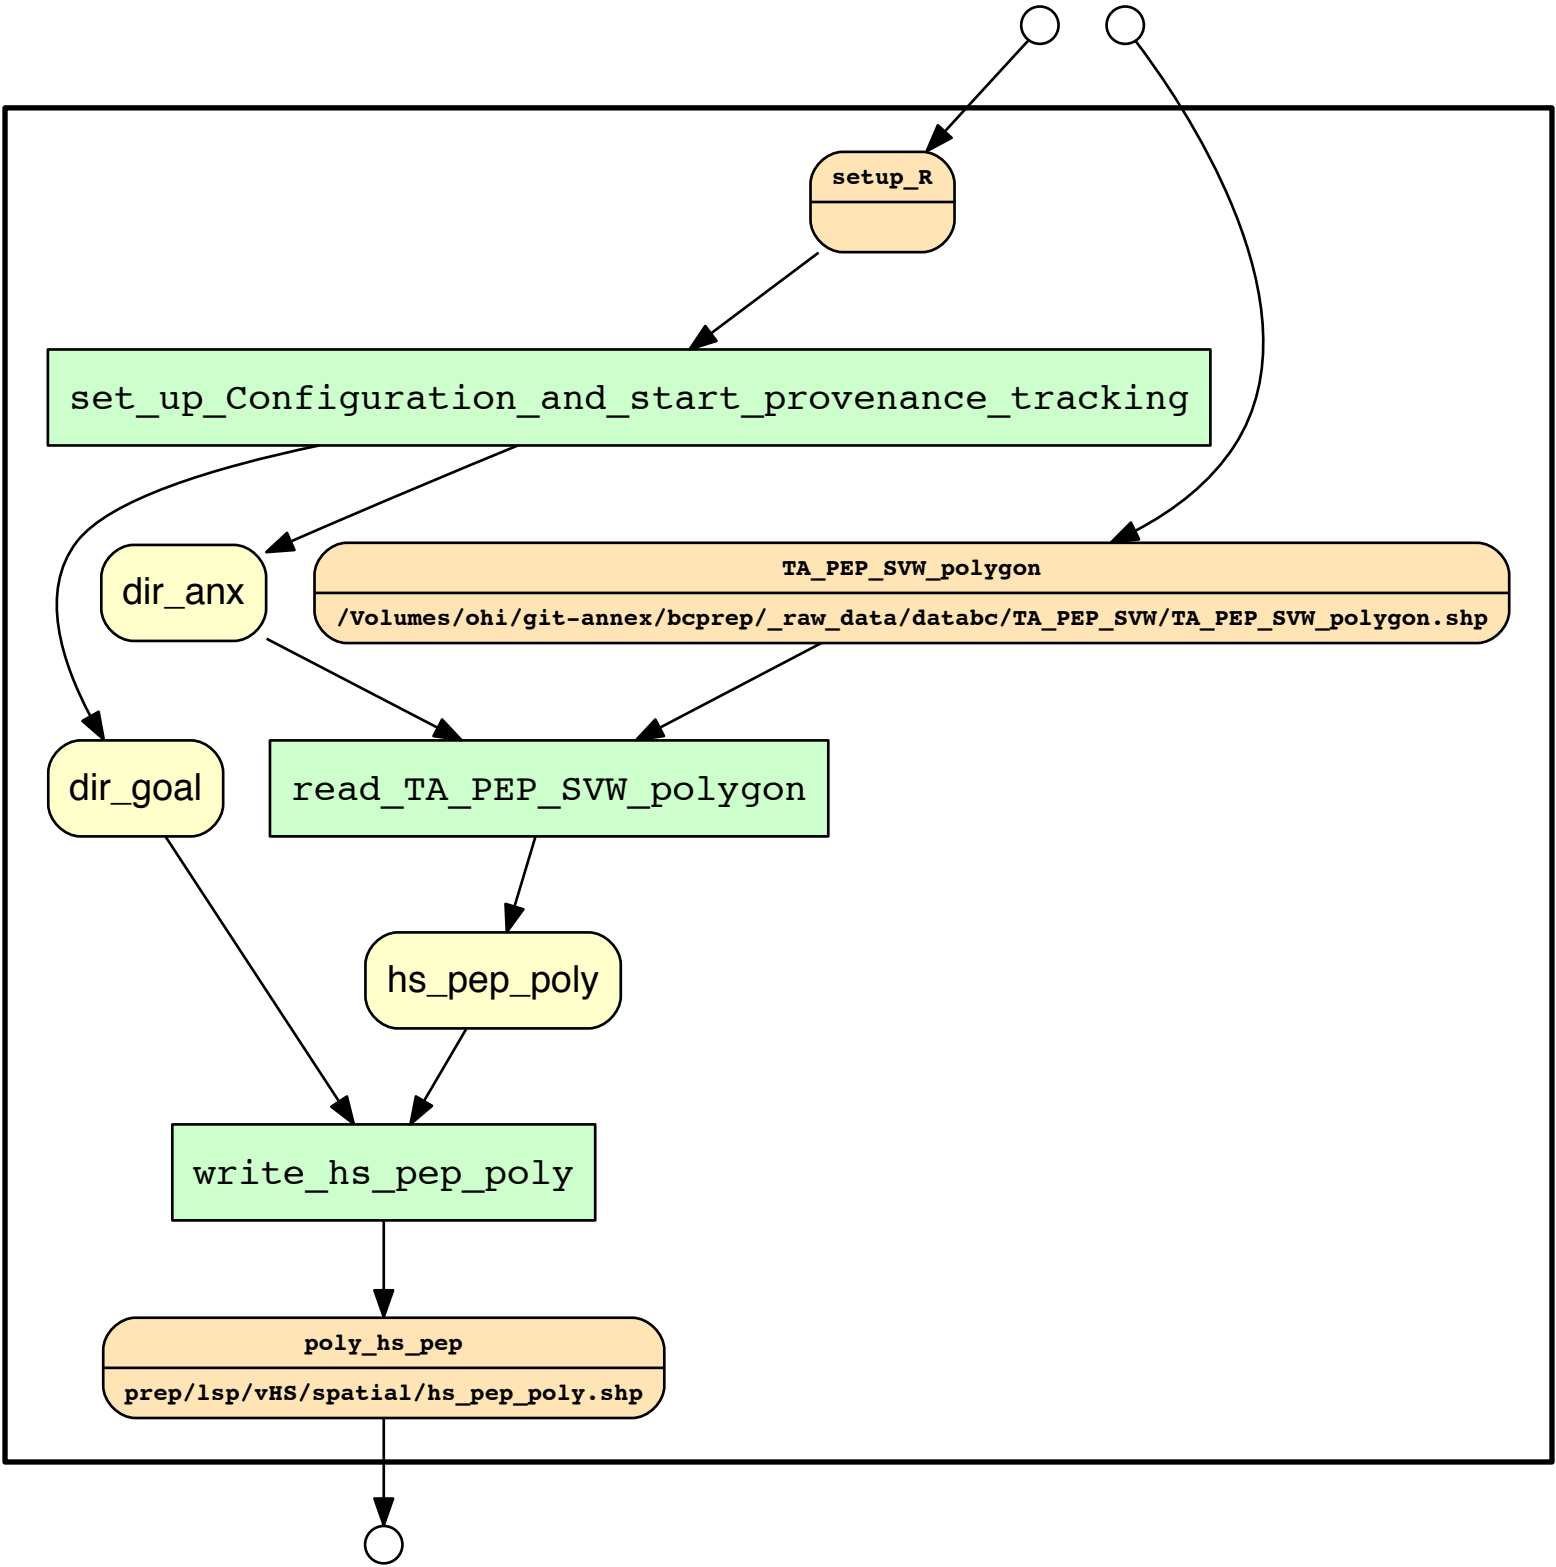 setup_R
set_up_Configuration_and_start_provenance_tracking
dir_anx
TA_PEP_SVW_polygon
/Volumes/ohi/git-annex/bcprep/_raw_data/databc/TA_PEP_SVW/TA_PEP_SVW_polygon.shp
dir_goal
read_TA_PEP_SVW_polygon
hs_pep_poly
write_hs_pep_poly
poly_hs_pep
prep/lsp/vHS/spatial/hs_pep_poly.shp